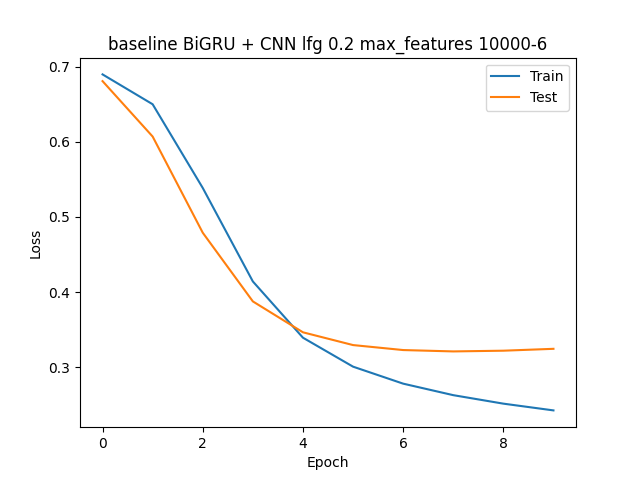 baseline BiGRU + CNN lfg 0.2 max_features 10000-6
Train
Test
0.7
0.6
0.5
0.4
0.3
Loss
0
2
4
6
8
Epoch